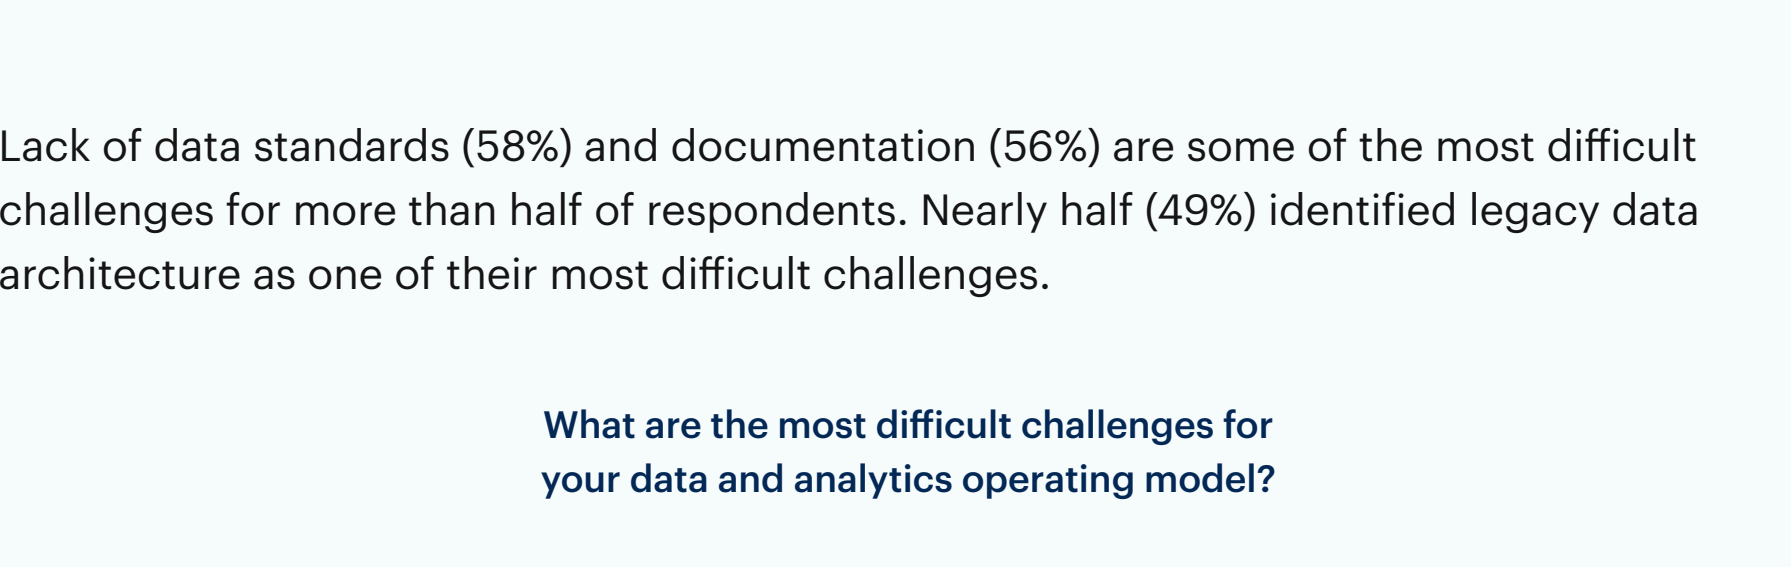 Lack of data standards (58%) and documentation (56%) are some of the most difficult
challenges for more than half of respondents. Nearly half (49%) identified legacy data
architecture as one of their most difficult challenges.
What are the most difficult challenges for
your data and analytics operating model?